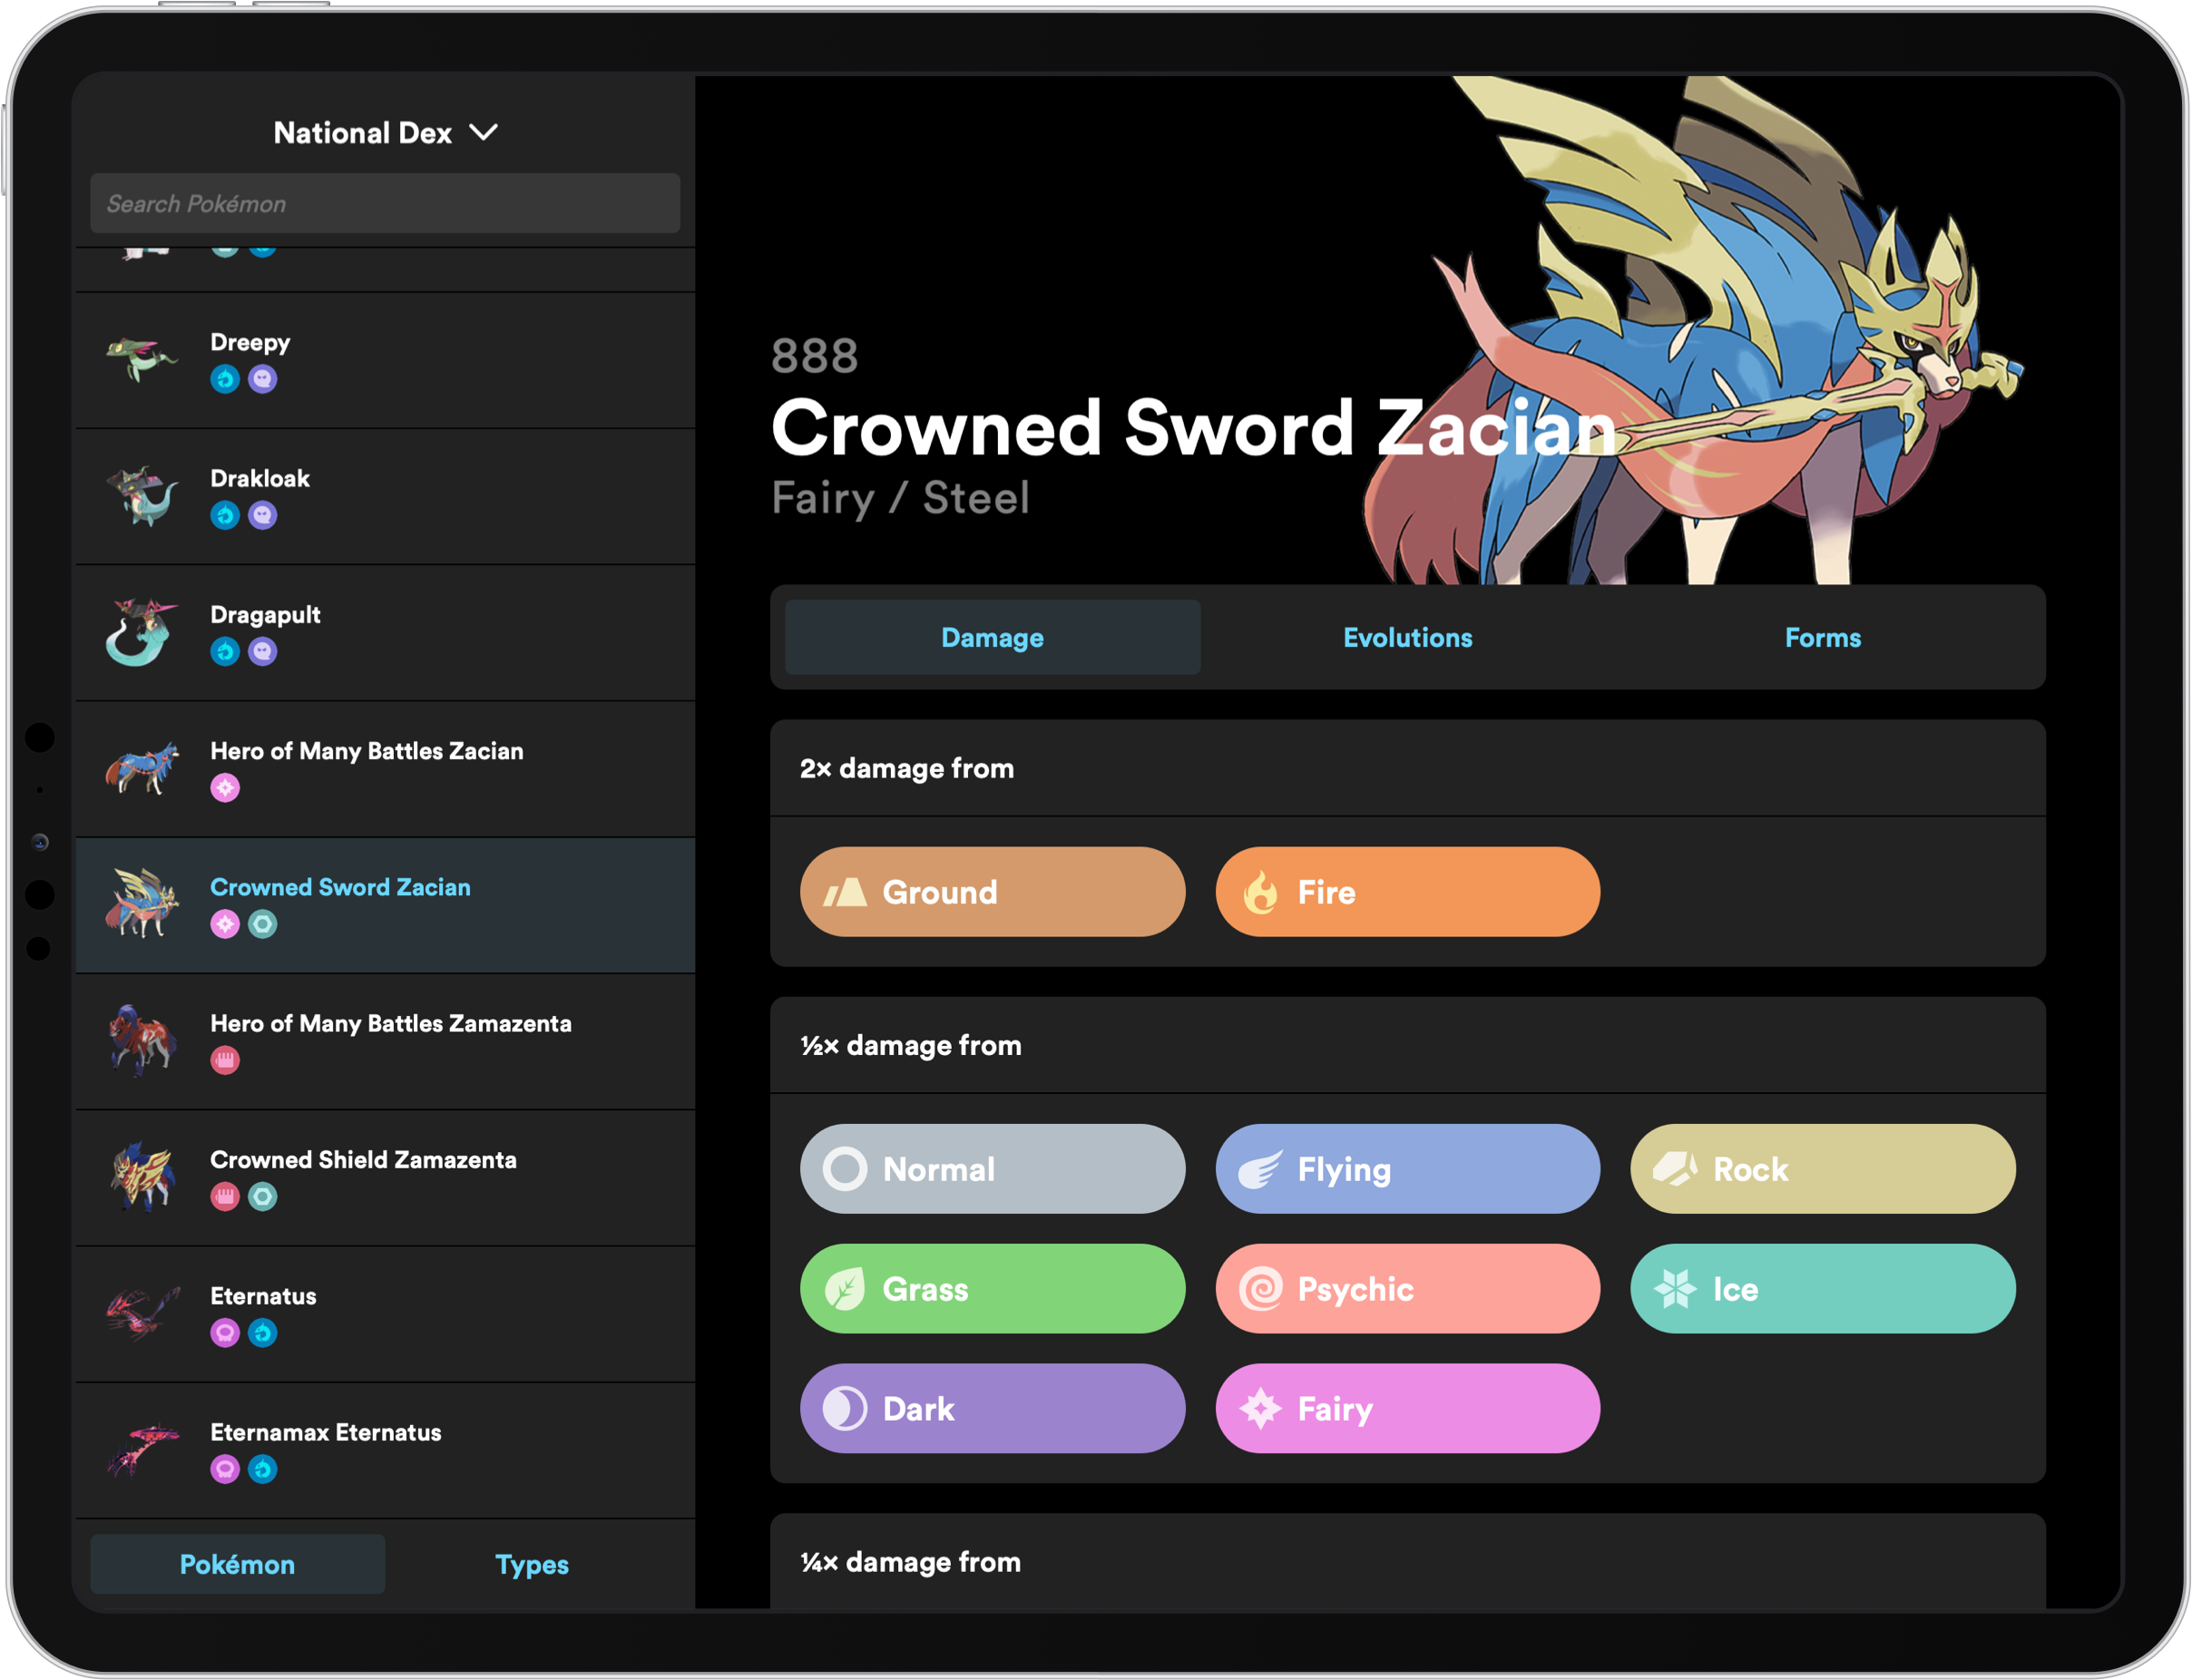 National Dex
Search Pokémon
Dreepy
Drakloak
Dragapult
Hero of Many Battles Zacian
Crowned Sword Zacian
Hero of Many Battles Zamazenta
Crowned Shield Zamazenta
Eternatus
Eternamax Eternatus
Pokémon
Types
888
Crowned Sword Zacian
Fairy / Steel
Damage
Evolutions
Forms
2× damage from
Ground
Fire
½× damage from
Normal
Flying
Rock
Grass
Psychic
Ice
Dark
Fairy
¼× damage from